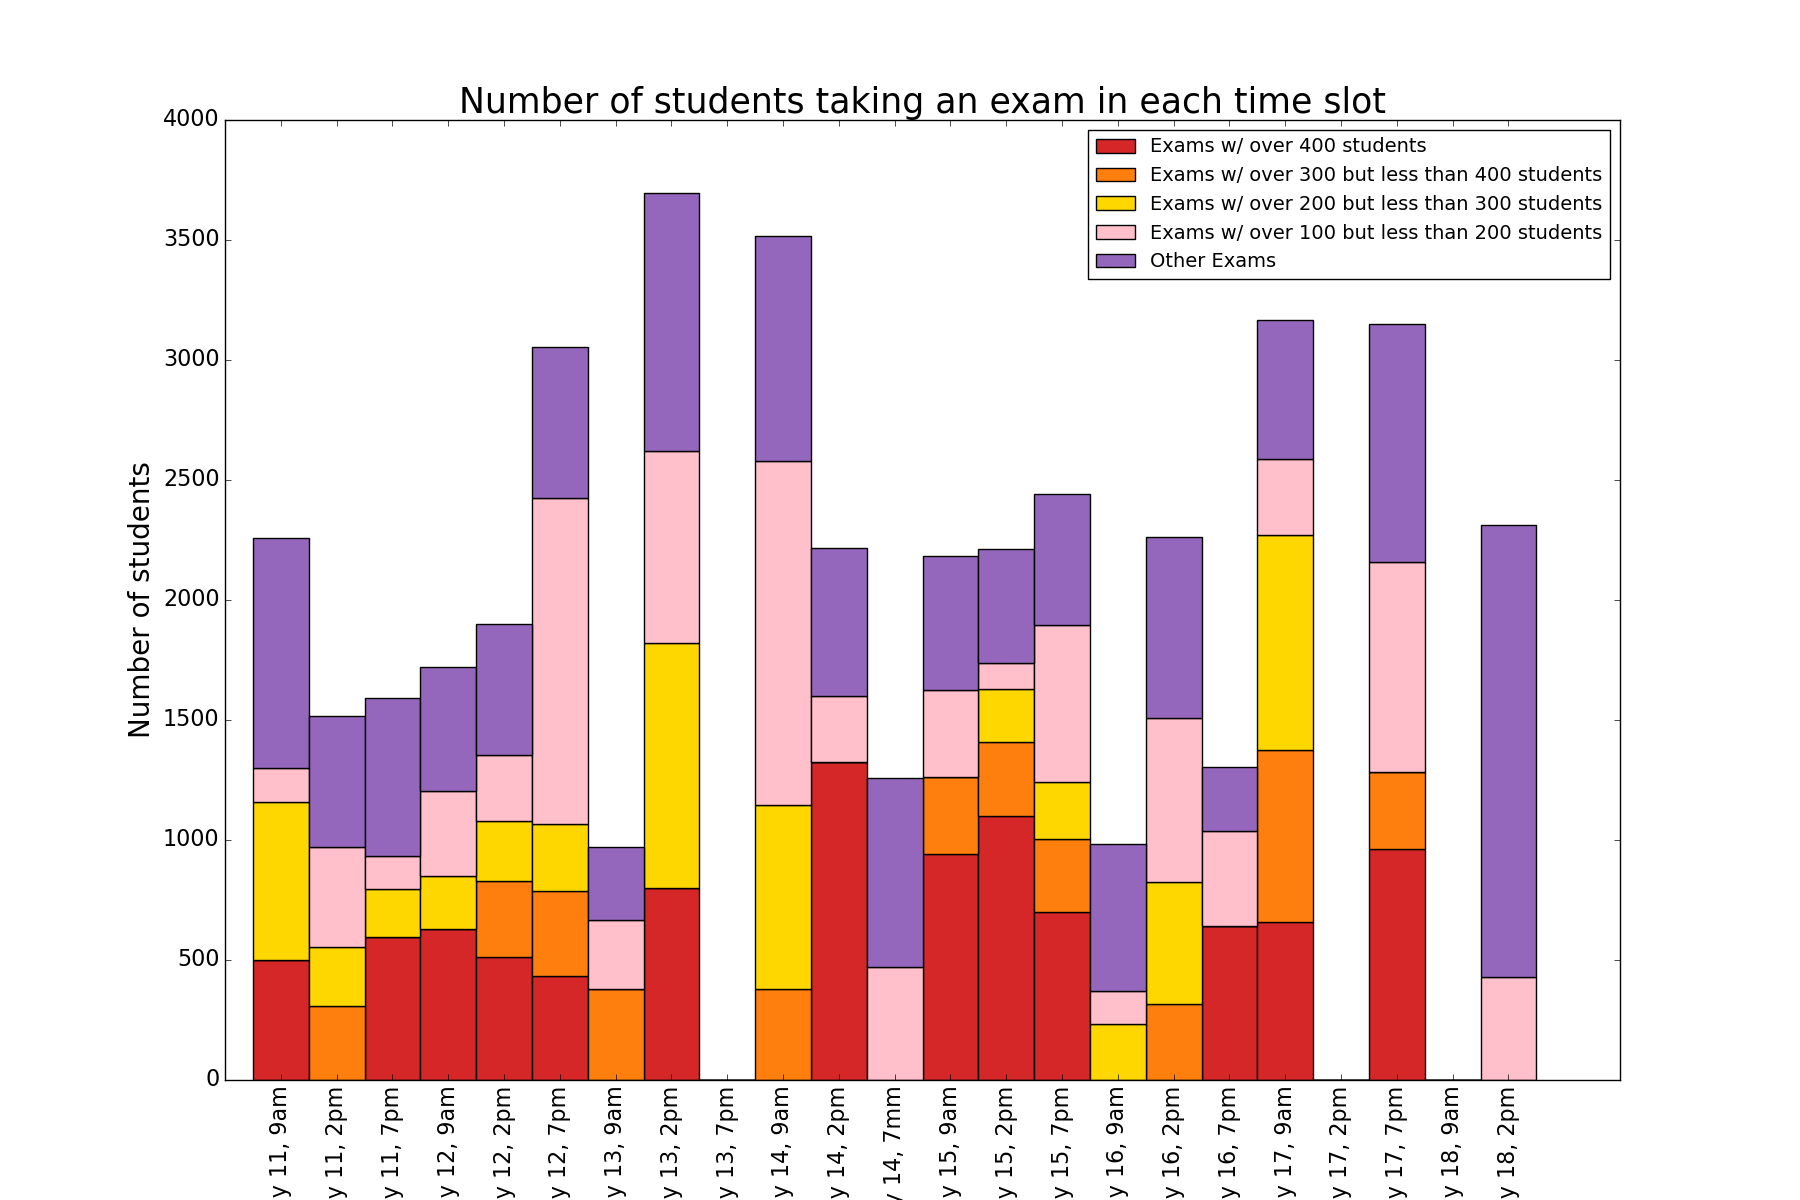 Number of students taking an exam in each time slot
Exams w/ over 400 students
Exams w/ over 300 but less than 400 students
Exams w/ over 200 but less than 300 students
Exams w/ over 100 but less than 200 students
Other Exams
Number of students
4000
3500
3000
2500
2000
1500
1000
500
0
y 11, 9am
y 11, 2pm
y 11, 7pm
y 12, 9am
y 12, 2pm
y 12, 7pm
y 13, 9am
y 13, 2pm
y 13, 7pm
y 14, 9am
y 14, 2pm
y 14, 7mm
y 15, 9am
y 15, 2pm
y 15, 7pm
y 16, 9am
y 16, 2pm
y 16, 7pm
y 17, 9am
y 17, 2pm
y 17, 7pm
y 18, 9am
y 18, 2pm